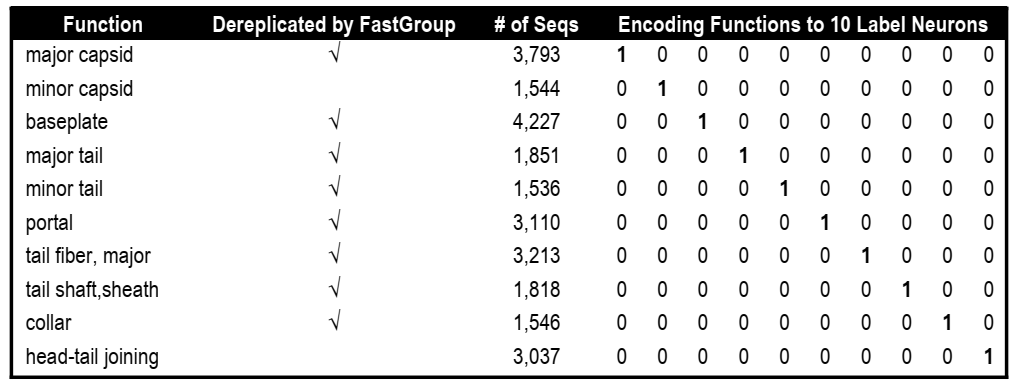 Function Dereplicated by FastGroup # of Seqs Encoding Functions to 10 Label Neurons
major capsid √ 3,793 1 0 0 0 0 0 0 0 0 0
minor capsid 1,544 0 1 0 0 0 0 0 0 0 0
baseplate √ 4,227 0 0 1 0 0 0 0 0 0 0
major tail √ 1,851 0 0 0 1 0 0 0 0 0 0
minor tail √ 1,536 0 0 0 0 1 0 0 0 0 0
portal √ 3,110 0 0 0 0 0 1 0 0 0 0
tail fiber, major √ 3,213 0 0 0 0 0 0 1 0 0 0
tail shaft,sheath √ 1,818 0 0 0 0 0 0 0 1 0 0
collar √ 1,546 0 0 0 0 0 0 0 0 1 0
head-tail joining 3,037 0 0 0 0 0 0 0 0 0 1